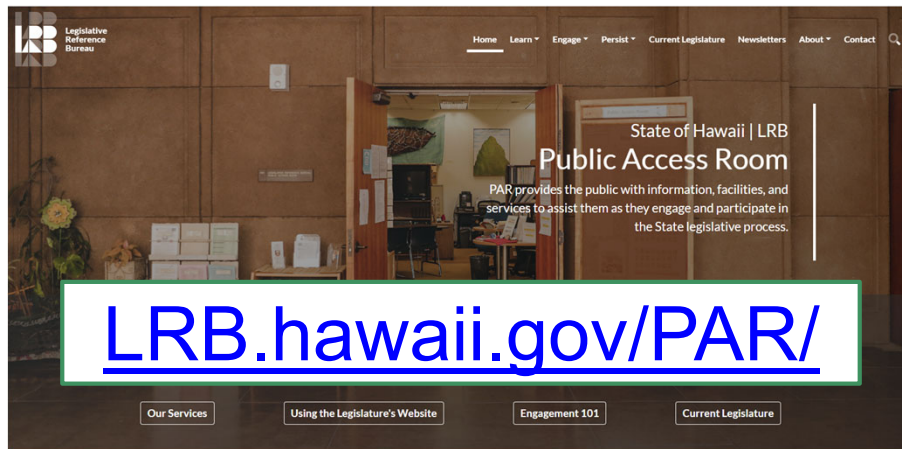 Legislative
Reference
Bureau
Home Learn Engage Persist Current Legislature Newsletters About Contact
State of Hawaii | LRB
Public Access Room
PAR provides the public with information, facilities, and
services to assist them as they engage and participate in
the State legislative process.
LRB.hawaii.gov/PAR/
Our Services Using the Legislature's Website Engagement 101 Current Legislature